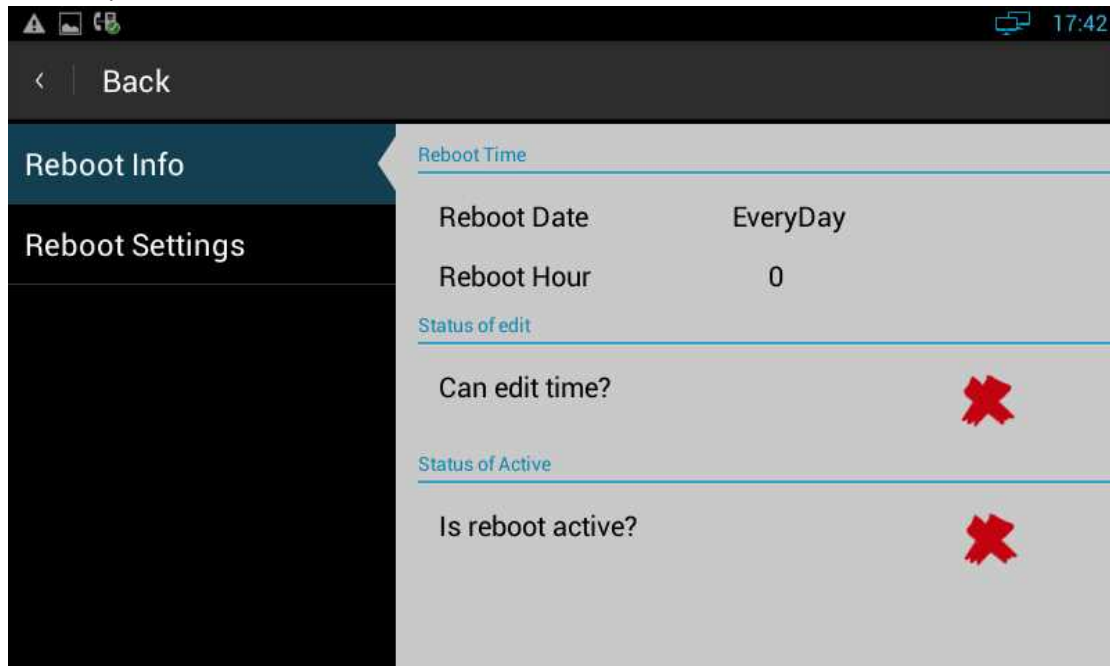 17:42
Back
Reboot Info
Reboot Settings
Reboot Time
Reboot Date EveryDay
Reboot Hour 0
Status of edit
Can edit time?
Status of Active
Is reboot active?